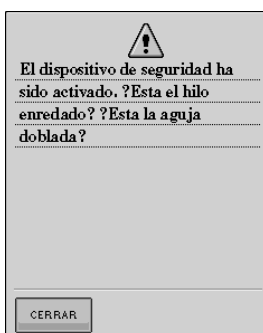 El dispositivo de seguridad ha
sido activado. ?Esta el hilo
enredado? ?Esta la aguja
doblada?
CERRAR